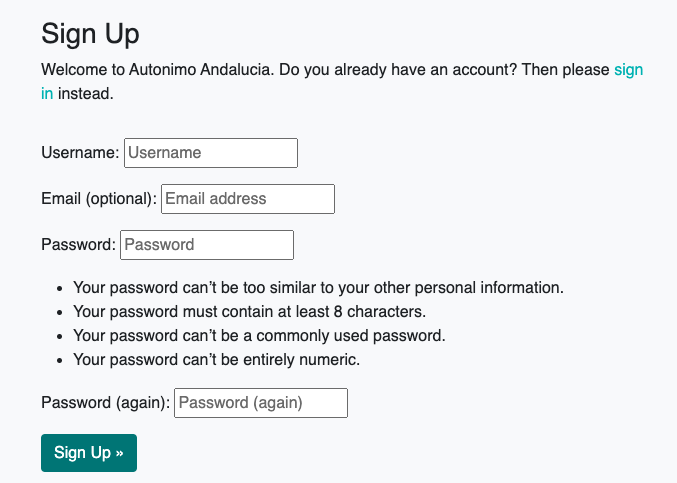 Sign Up
Welcome to Autonimo Andalucia. Do you already have an account? Then please sign
in instead.
Username: Username
Email (optional): Email address
Password: Password
• Your password can’t be too similar to your other personal information.
• Your password must contain at least 8 characters.
• Your password can’t be a commonly used password.
• Your password can’t be entirely numeric.
Password (again): Password (again)
Sign Up »